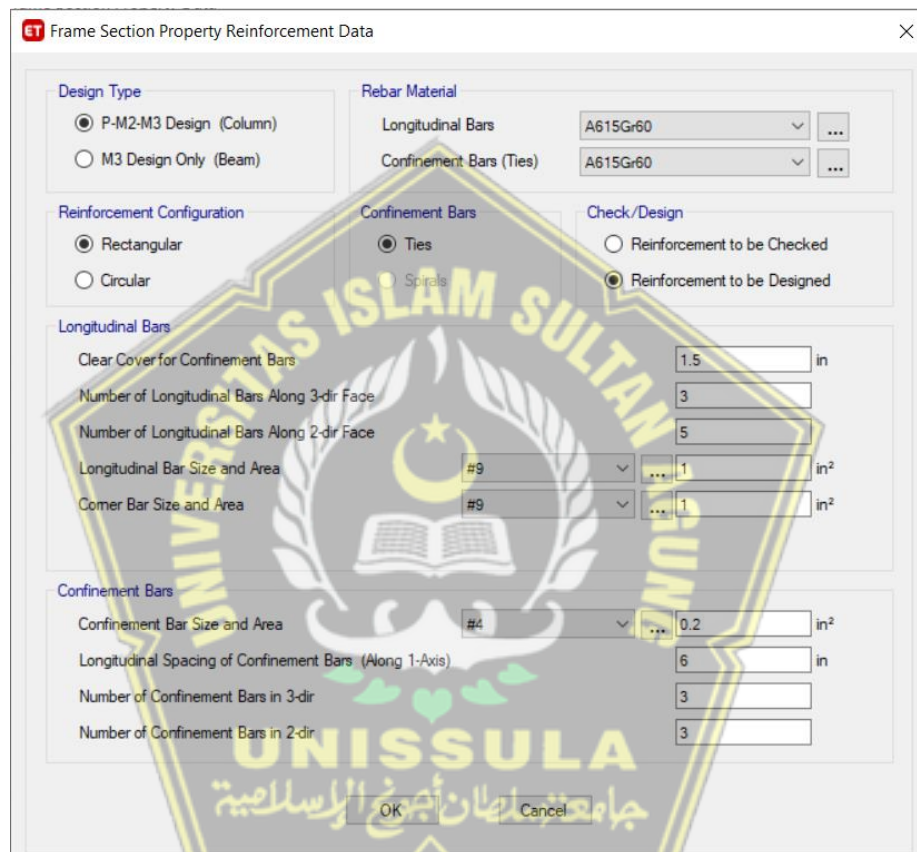 ET Frame Section Property Reinforcement Data
Design Type
P-M2-M3 Design (Column)
M3 Design Only (Beam)
Rebar Material
Longitudinal Bars A615Gr60 ...
Confinement Bars (Ties) A615Gr60 ...
Reinforcement Configuration
Rectangular
Circular
Confinement Bars
Ties
Spirals
Check/Design
Reinforcement to be Checked
Reinforcement to be Designed
Longitudinal Bars
Clear Cover for Confinement Bars 1.5 in
Number of Longitudinal Bars Along 3-dir Face 3
Number of Longitudinal Bars Along 2-dir Face 5
Longitudinal Bar Size and Area #9 ... 1 in²
Corner Bar Size and Area #9 ... 1 in²
Confinement Bars
Confinement Bar Size and Area #4 ... 0.2 in²
Longitudinal Spacing of Confinement Bars (Along 1-Axis) 6 in
Number of Confinement Bars in 3-dir 3
Number of Confinement Bars in 2-dir 3
OK Cancel
UNIVERSITAS ISLAM SULTAN AGUNG
UNISSULA
جامعة سلطان أجونج الإسلامية